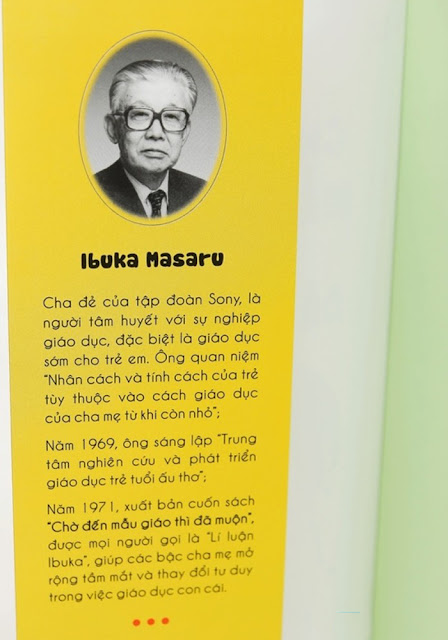 Ibuka Masaru
Cha đẻ của tập đoàn Sony, là
người tâm huyết với sự nghiệp
giáo dục, đặc biệt là giáo dục
sớm cho trẻ em. Ông quan niệm
"Nhân cách và tính cách của trẻ
tùy thuộc vào cách giáo dục
của cha mẹ từ khi còn nhỏ";
Năm 1969, ông sáng lập "Trung
tâm nghiên cứu và phát triển
giáo dục trẻ tuổi ấu thơ";
Năm 1971, xuất bản cuốn sách
"Chờ đến mẫu giáo thì đã muộn",
được mọi người gọi là "Lí luận
Ibuka", giúp các bậc cha mẹ mở
rộng tầm mắt và thay đổi tư duy
trong việc giáo dục con cái.